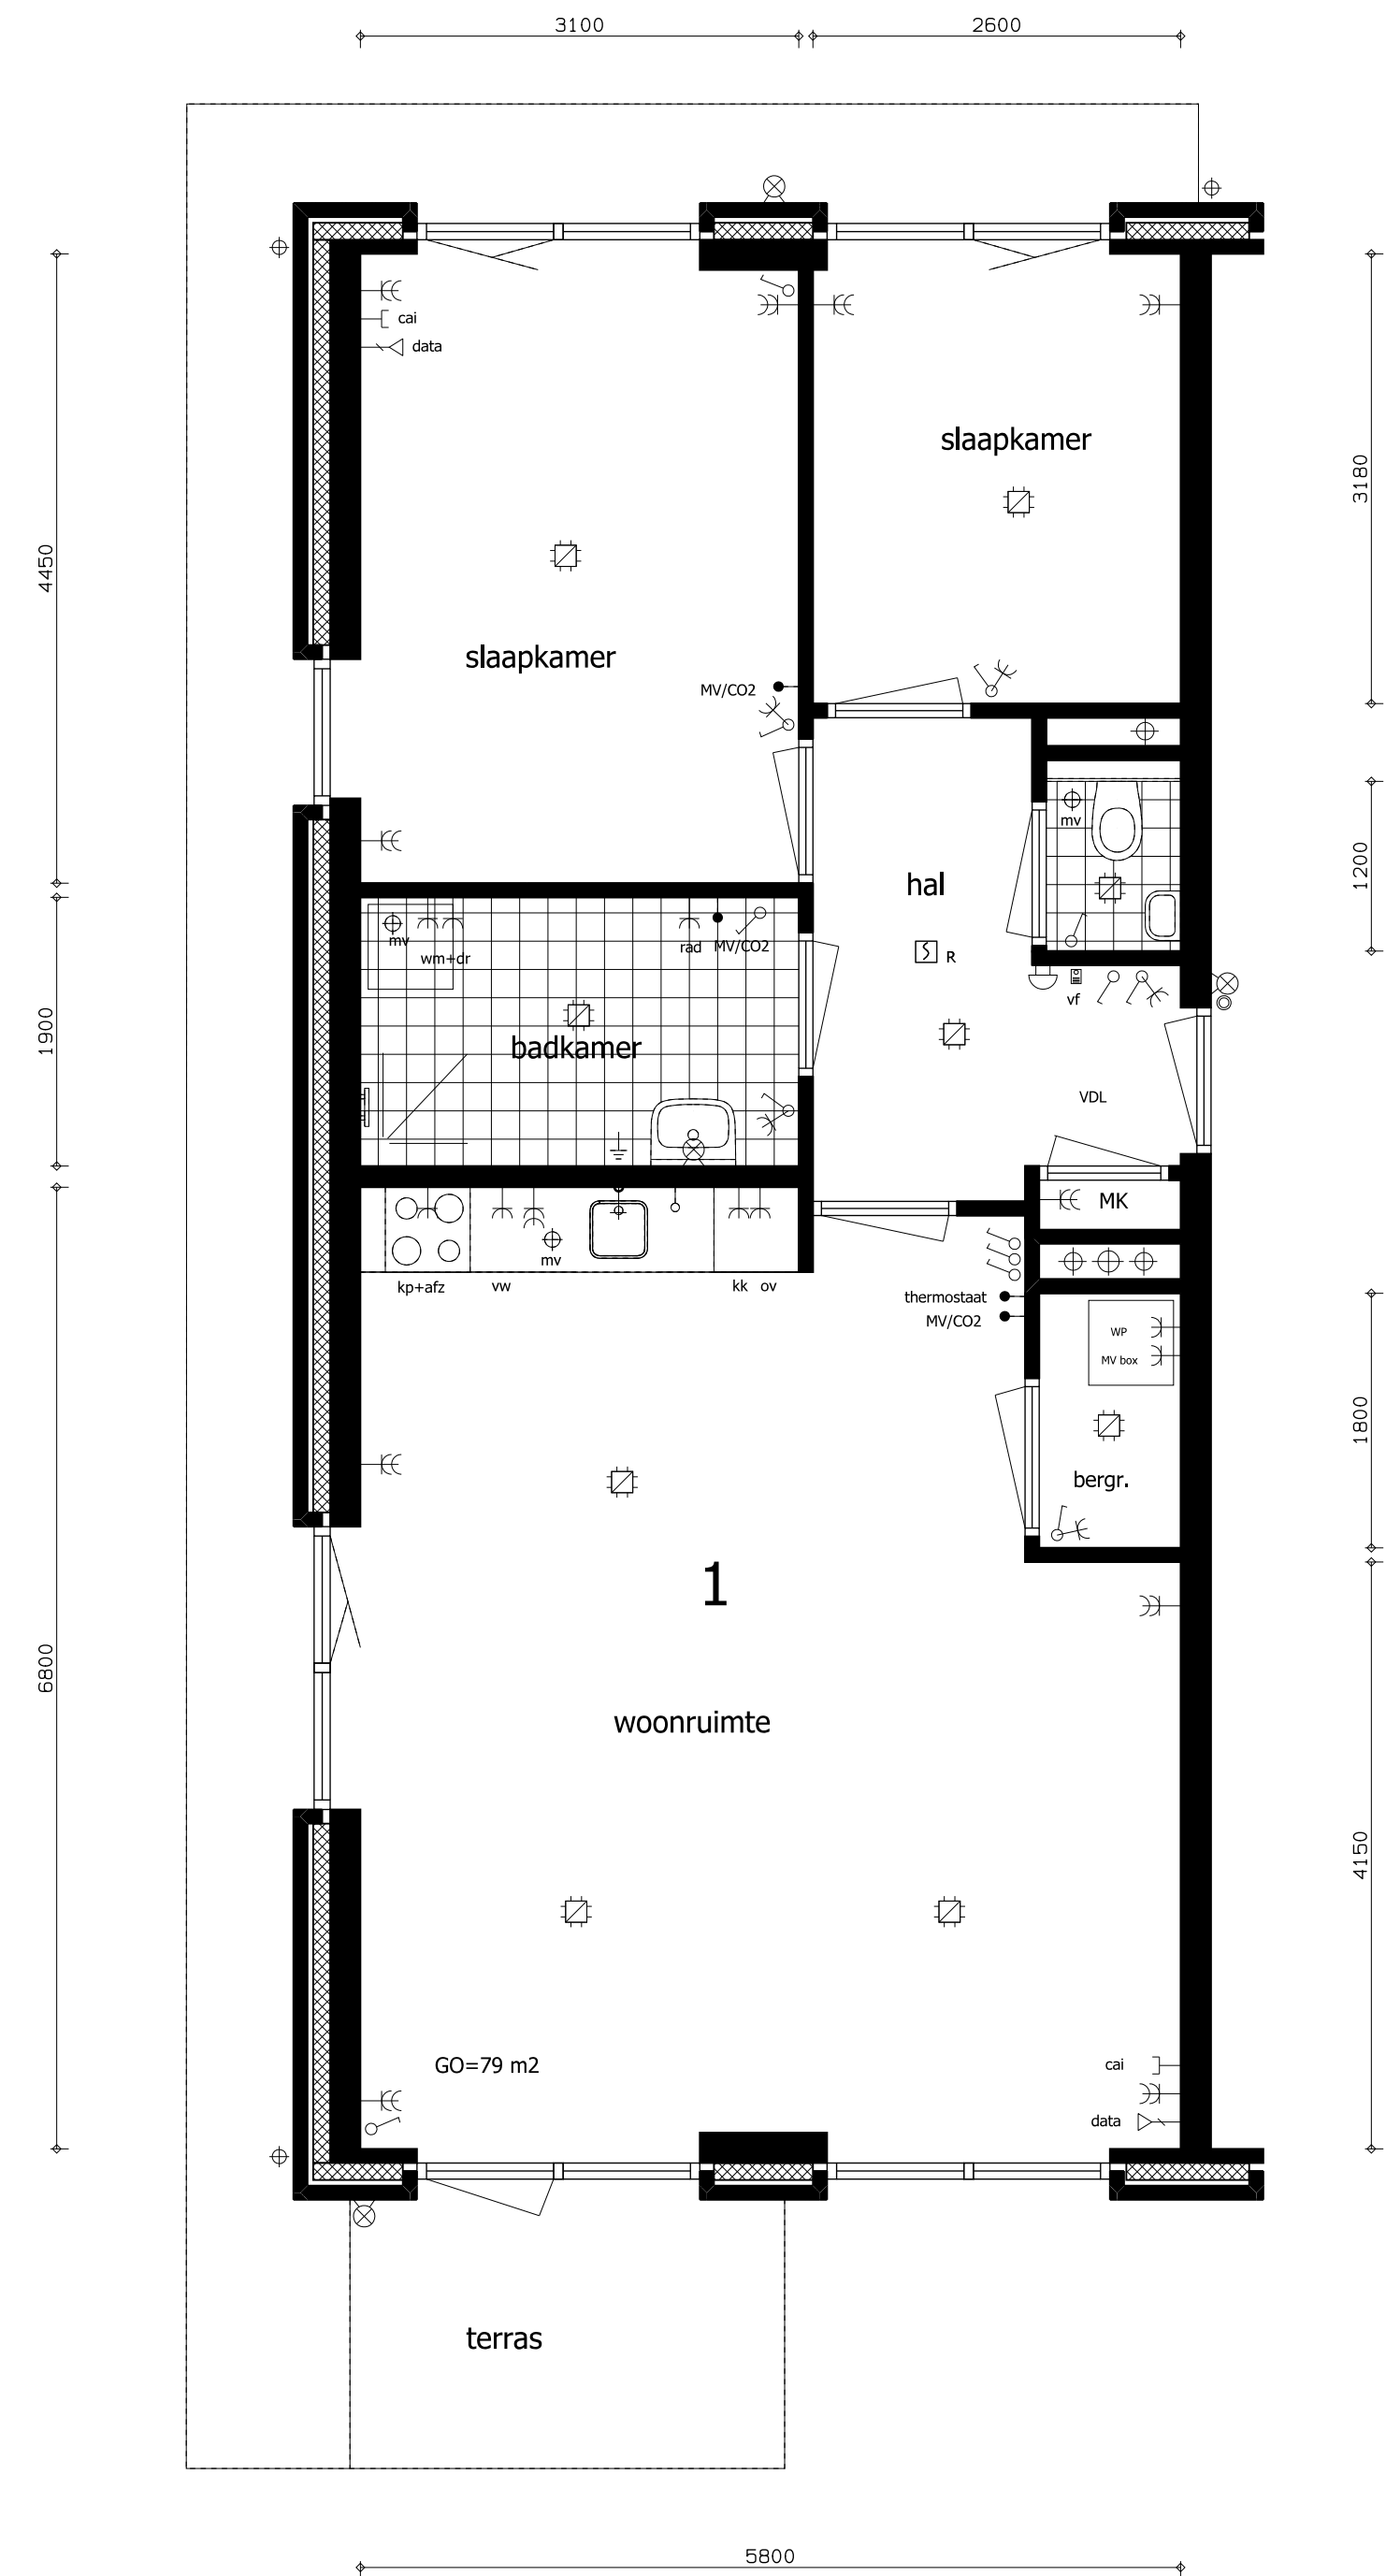 3100
2600
cai
data
slaapkamer
3180
4450
slaapkamer
MV/CO2
mv
1200
hal
mv
wm+dr
rad
MV/CO2
R
vf
1900
badkamer
VDL
MK
mv
kp+afz
vw
kk
ov
thermostaat
MV/CO2
WP
MV box
1800
bergr.
1
6800
woonruimte
4150
GO=79 m2
cai
data
terras
5800